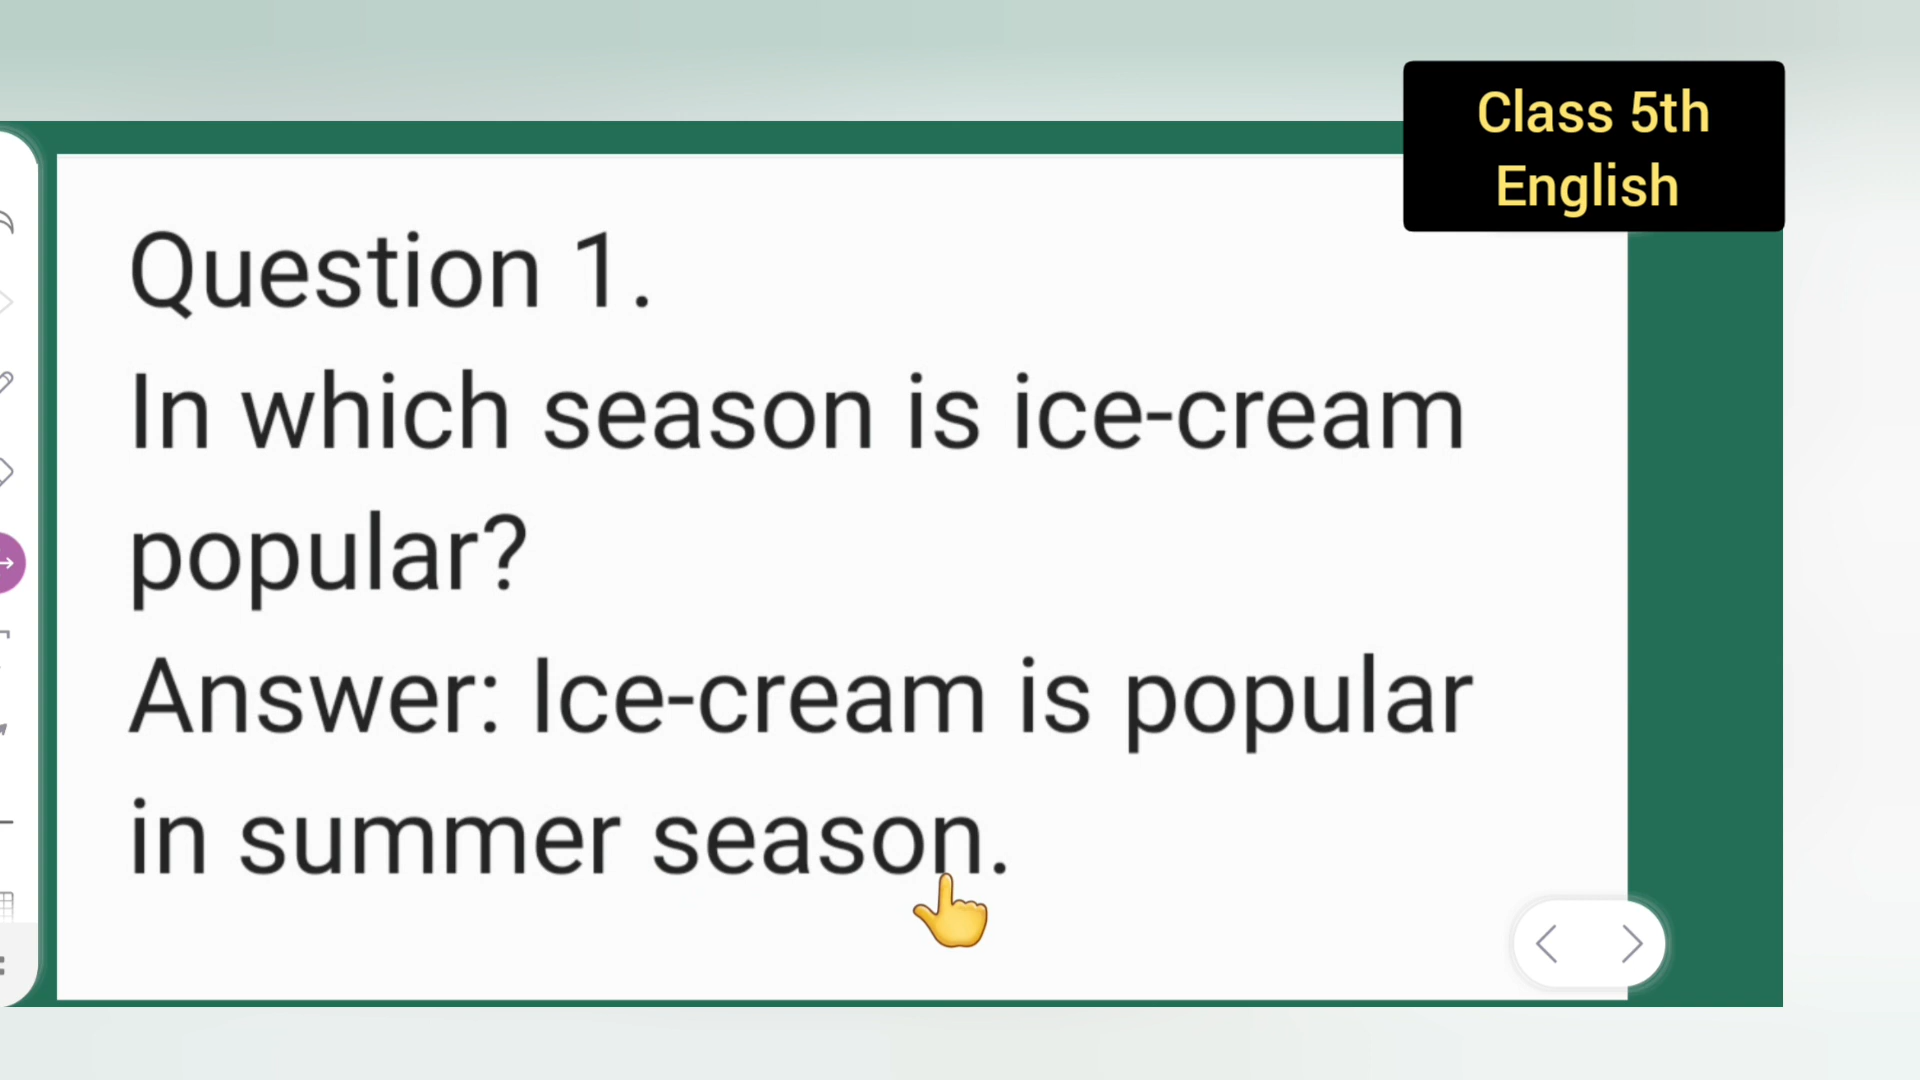 Class 5th
English
Question 1.
In which season is ice-cream
popular?
Answer: Ice-cream is popular
in summer season.